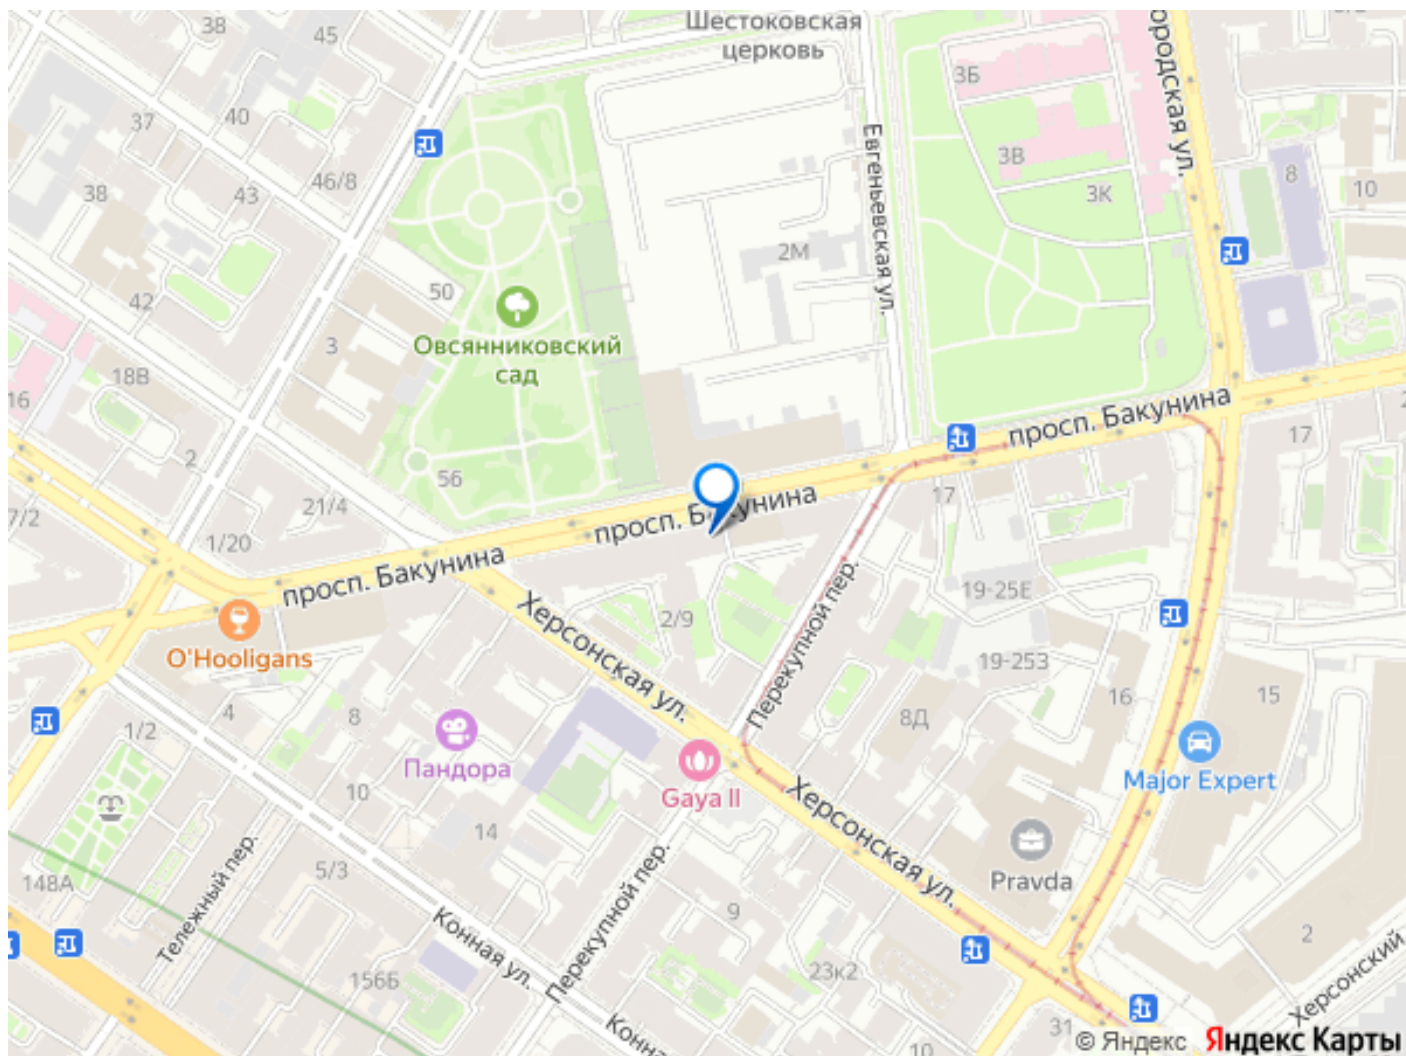 Шестоковская
церковь
38
45
3Б
37
40
ородская ул.
Евгеньевская ул.
3В
8
10
38
43
46/8
3К
2М
50
42
Овсянниковский
сад
3
18В
16
просп. Бакунина
17
2
56
17
просп. Бакунина
21/4
7/2
1/20
просп. Бакунина
Херсонская ул.
2/9
Перекупной пер.
19-25Е
O'Hooligans
19-253
16
15
4
8
1/2
8Д
Пандора
Gaya II
Major Expert
10
14
Херсонская ул.
5/3
148А
Тележный пер.
Pravda
Конная ул.
Перекупной пер.
9
2
156Б
23к2
Херсонский
Конна
31
10
© Яндекс
Яндекс Карты